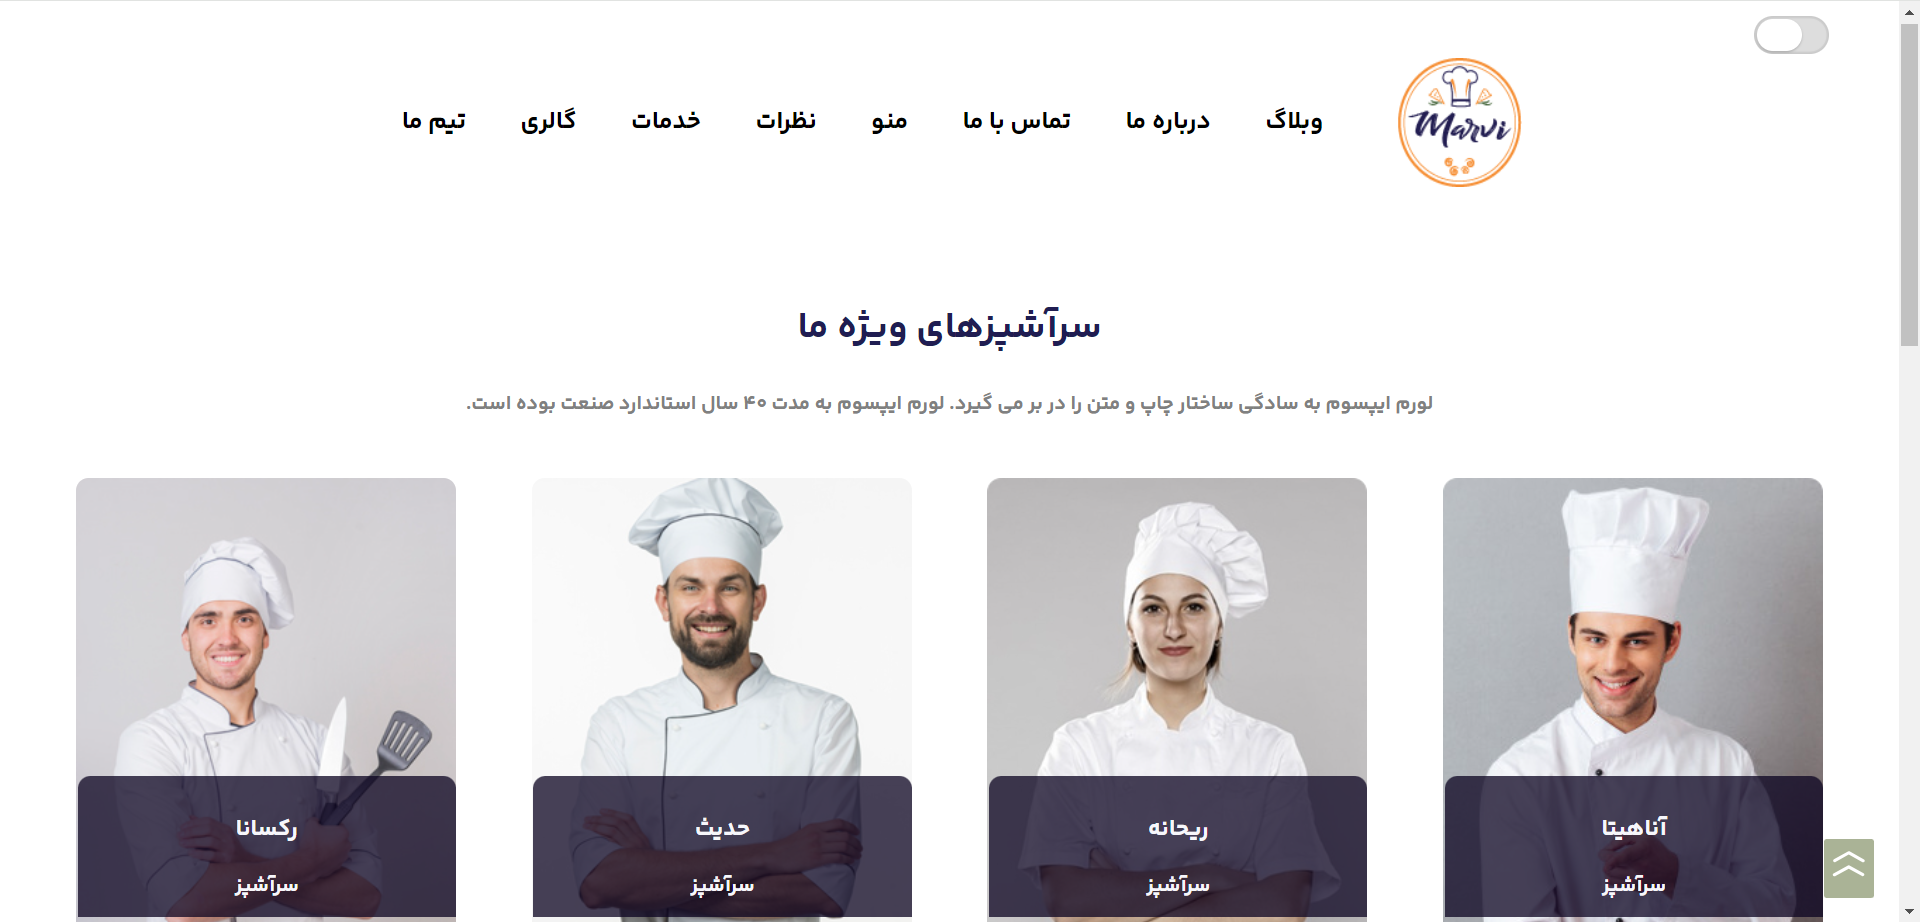 Marvi
وبلاگ
درباره ما
تماس با ما
منو
نظرات
خدمات
گالری
تیم ما
سرآشپزهای ویژه ما
لورم ایپسوم به سادگی ساختار چاپ و متن را در بر می گیرد. لورم ایپسوم به مدت ۴۰ سال استاندارد صنعت بوده است.
آناهیتا
سرآشپز
ریحانه
سرآشپز
حدیث
سرآشپز
رکسانا
سرآشپز